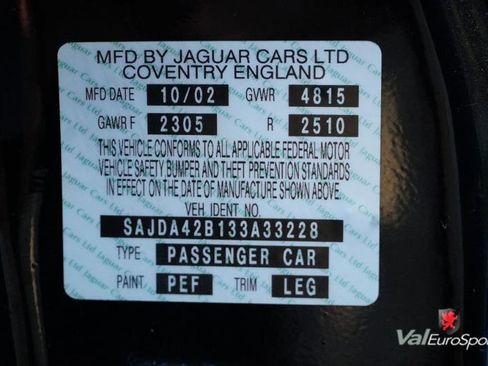 MFD BY JAGUAR CARS LTD
COVENTRY ENGLAND
MFD DATE 10/02 GVWR 4815
GAWR F 2305 R 2510
THIS VEHICLE CONFORMS TO ALL APPLICABLE FEDERAL MOTOR
VEHICLE SAFETY BUMPER AND THEFT PREVENTION STANDARDS
IN EFFECT ON THE DATE OF MANUFACTURE SHOWN ABOVE.
VEH IDENT NO.
SAJDA42B133A33228
TYPE PASSENGER CAR
PAINT PEF TRIM LEG
ValEuroSpo